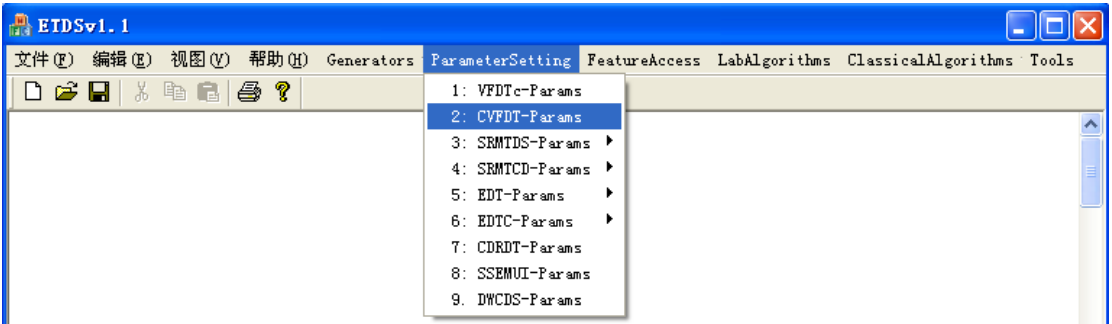 ETDSv1.1
文件(F) 编辑(E) 视图(V) 帮助(H) Generators ParameterSetting FeatureAccess LabAlgorithms ClassicalAlgorithms Tools
1: VFDTc-Params
2: CVFDT-Params
3: SRMTDS-Params
4: SRMTCD-Params
5: EDT-Params
6: EDTC-Params
7: CDRDT-Params
8: SSEMUI-Params
9. DWCDS-Params